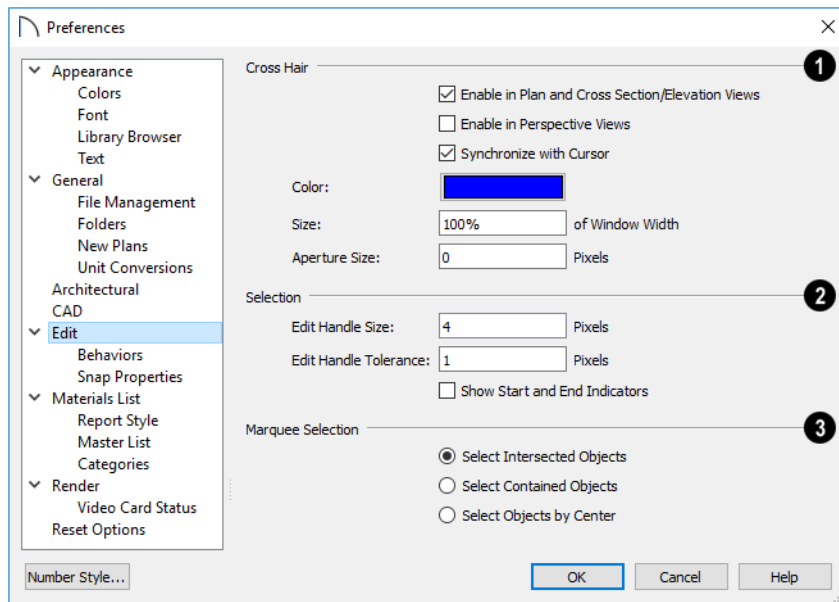 Preferences
Appearance
Colors
Font
Library Browser
Text
General
File Management
Folders
New Plans
Unit Conversions
Architectural
CAD
Edit
Behaviors
Snap Properties
Materials List
Report Style
Master List
Categories
Render
Video Card Status
Reset Options
Cross Hair
1
Enable in Plan and Cross Section/Elevation Views
Enable in Perspective Views
Synchronize with Cursor
Color:
Size: 100% of Window Width
Aperture Size: 0 Pixels
Selection
2
Edit Handle Size: 4 Pixels
Edit Handle Tolerance: 1 Pixels
Show Start and End Indicators
Marquee Selection
3
Select Intersected Objects
Select Contained Objects
Select Objects by Center
Number Style... OK Cancel Help